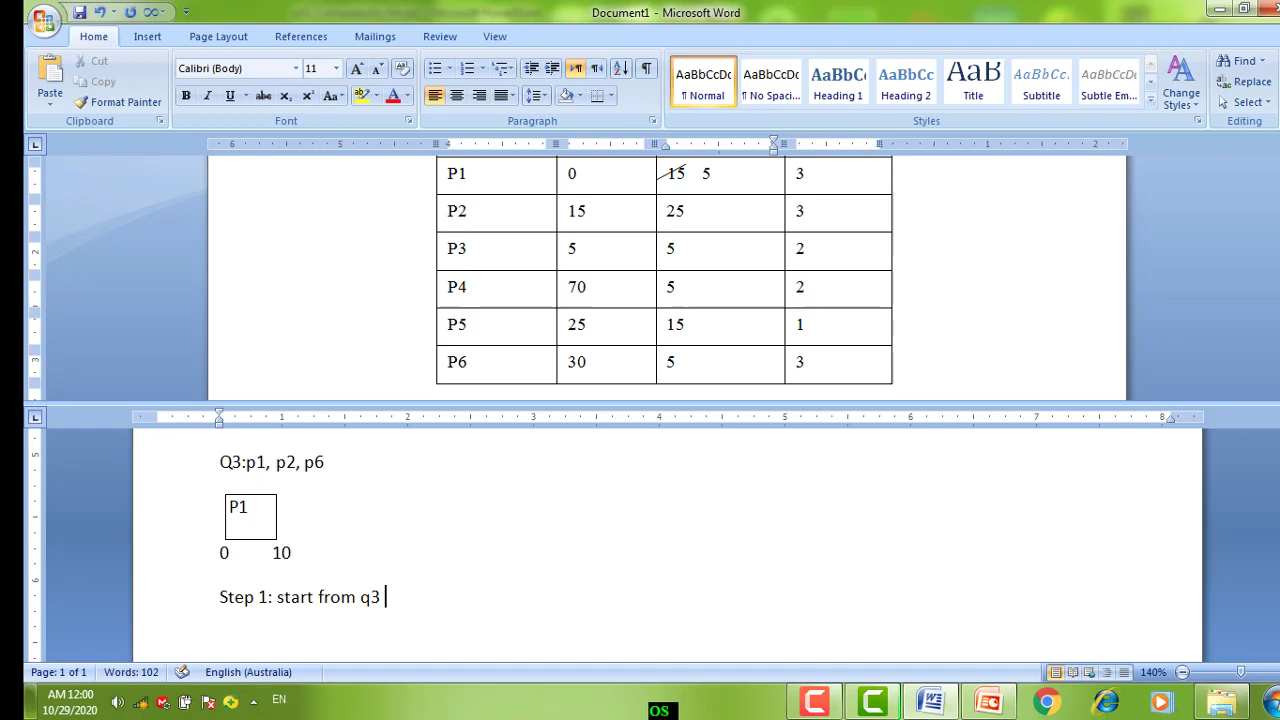 Document1 - Microsoft Word
Home Insert Page Layout References Mailings Review View
Paste
Cut
Copy
Format Painter
Clipboard
Calibri (Body) 11
Font
Paragraph
AaBbCcDc AaBbCcDc AaBbCc AaBbCc AaB AaBbCc. AaBbCcDc
¶ Normal ¶ No Spaci... Heading 1 Heading 2 Title Subtitle Subtle Em...
Change Styles
Styles
Find
Replace
Select
Editing
P1 0 15 5 3
P2 15 25 3
P3 5 5 2
P4 70 5 2
P5 25 15 1
P6 30 5 3
Q3:p1, p2, p6
P1
0 10
Step 1: start from q3
Page: 1 of 1 Words: 102 English (Australia) 140%
AM 12:00
10/29/2020
EN
OS